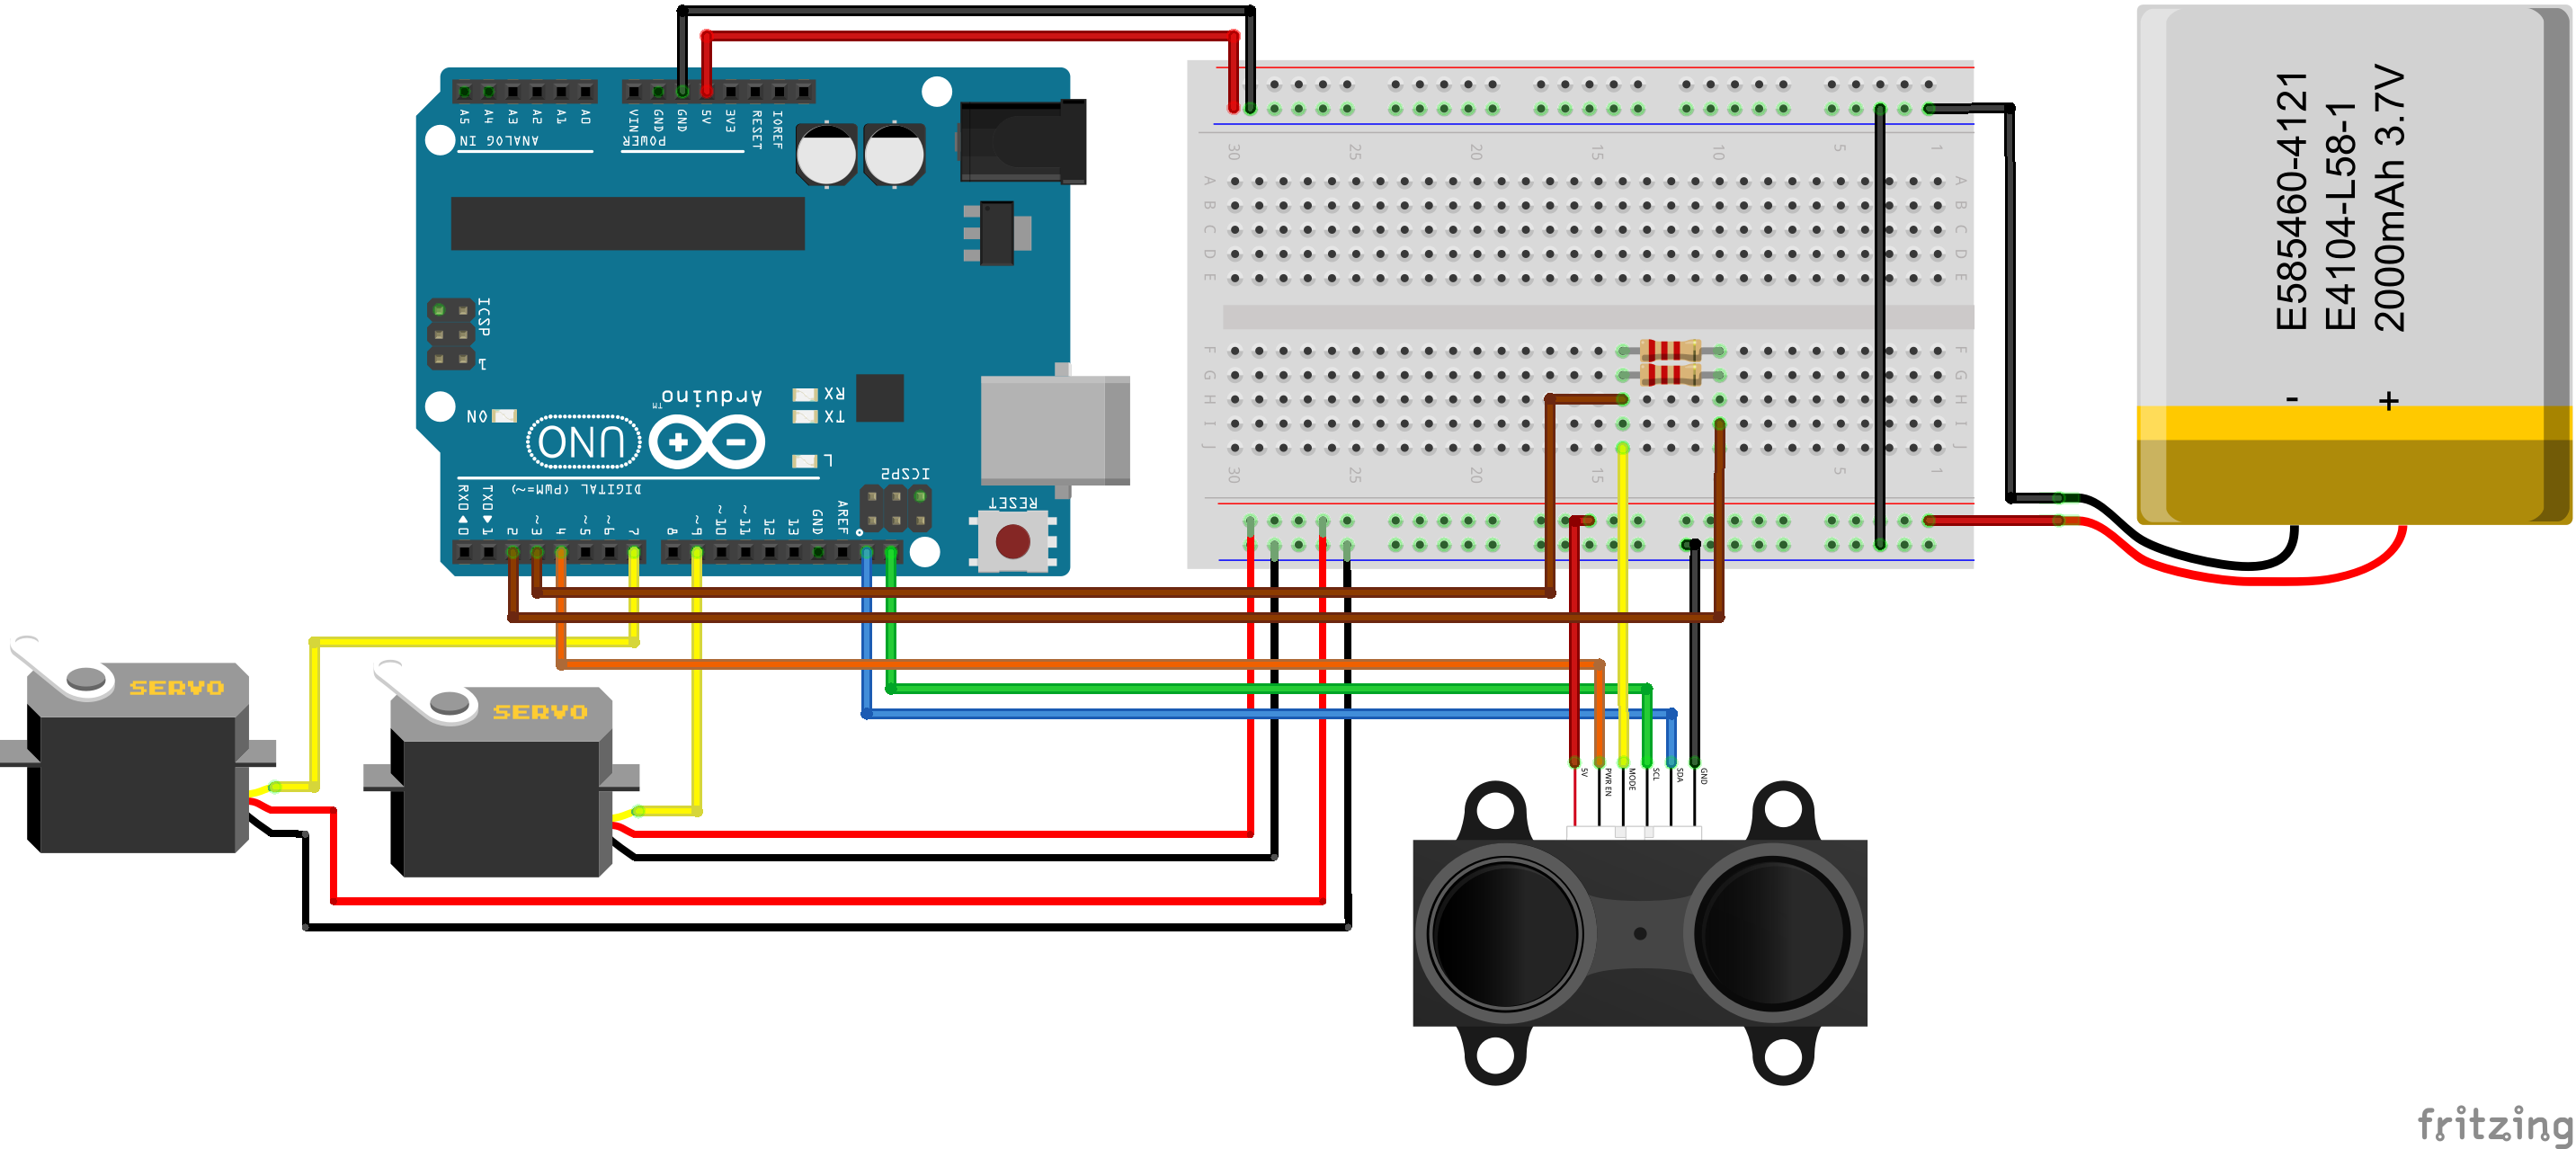 A5
A4
A3
A2
A1
A0
ANALOG IN
VIN
GND
GND
5V
3V3
RESET
IOREF
POWER
ICSP
1
ON
UNO
Arduino
TM
RX
TX
L
ICSP2
RESET
DIGITAL (PWM=~)
RX0 ◀ 0
TX0 ▶ 1
2
~3
4
~5
~6
7
8
~9
~10
~11
12
13
GND
AREF
30 25 20 15 10 5 1
A A
B B
C C
D D
E E
F F
G G
H H
I I
J J
30 25 20 15 5 1
E585460-4121
E4104-L58-1
2000mAh 3.7V
- +
SERVO
SERVO
5V
PWR EN
MODE
SCL
SDA
GND
fritzing